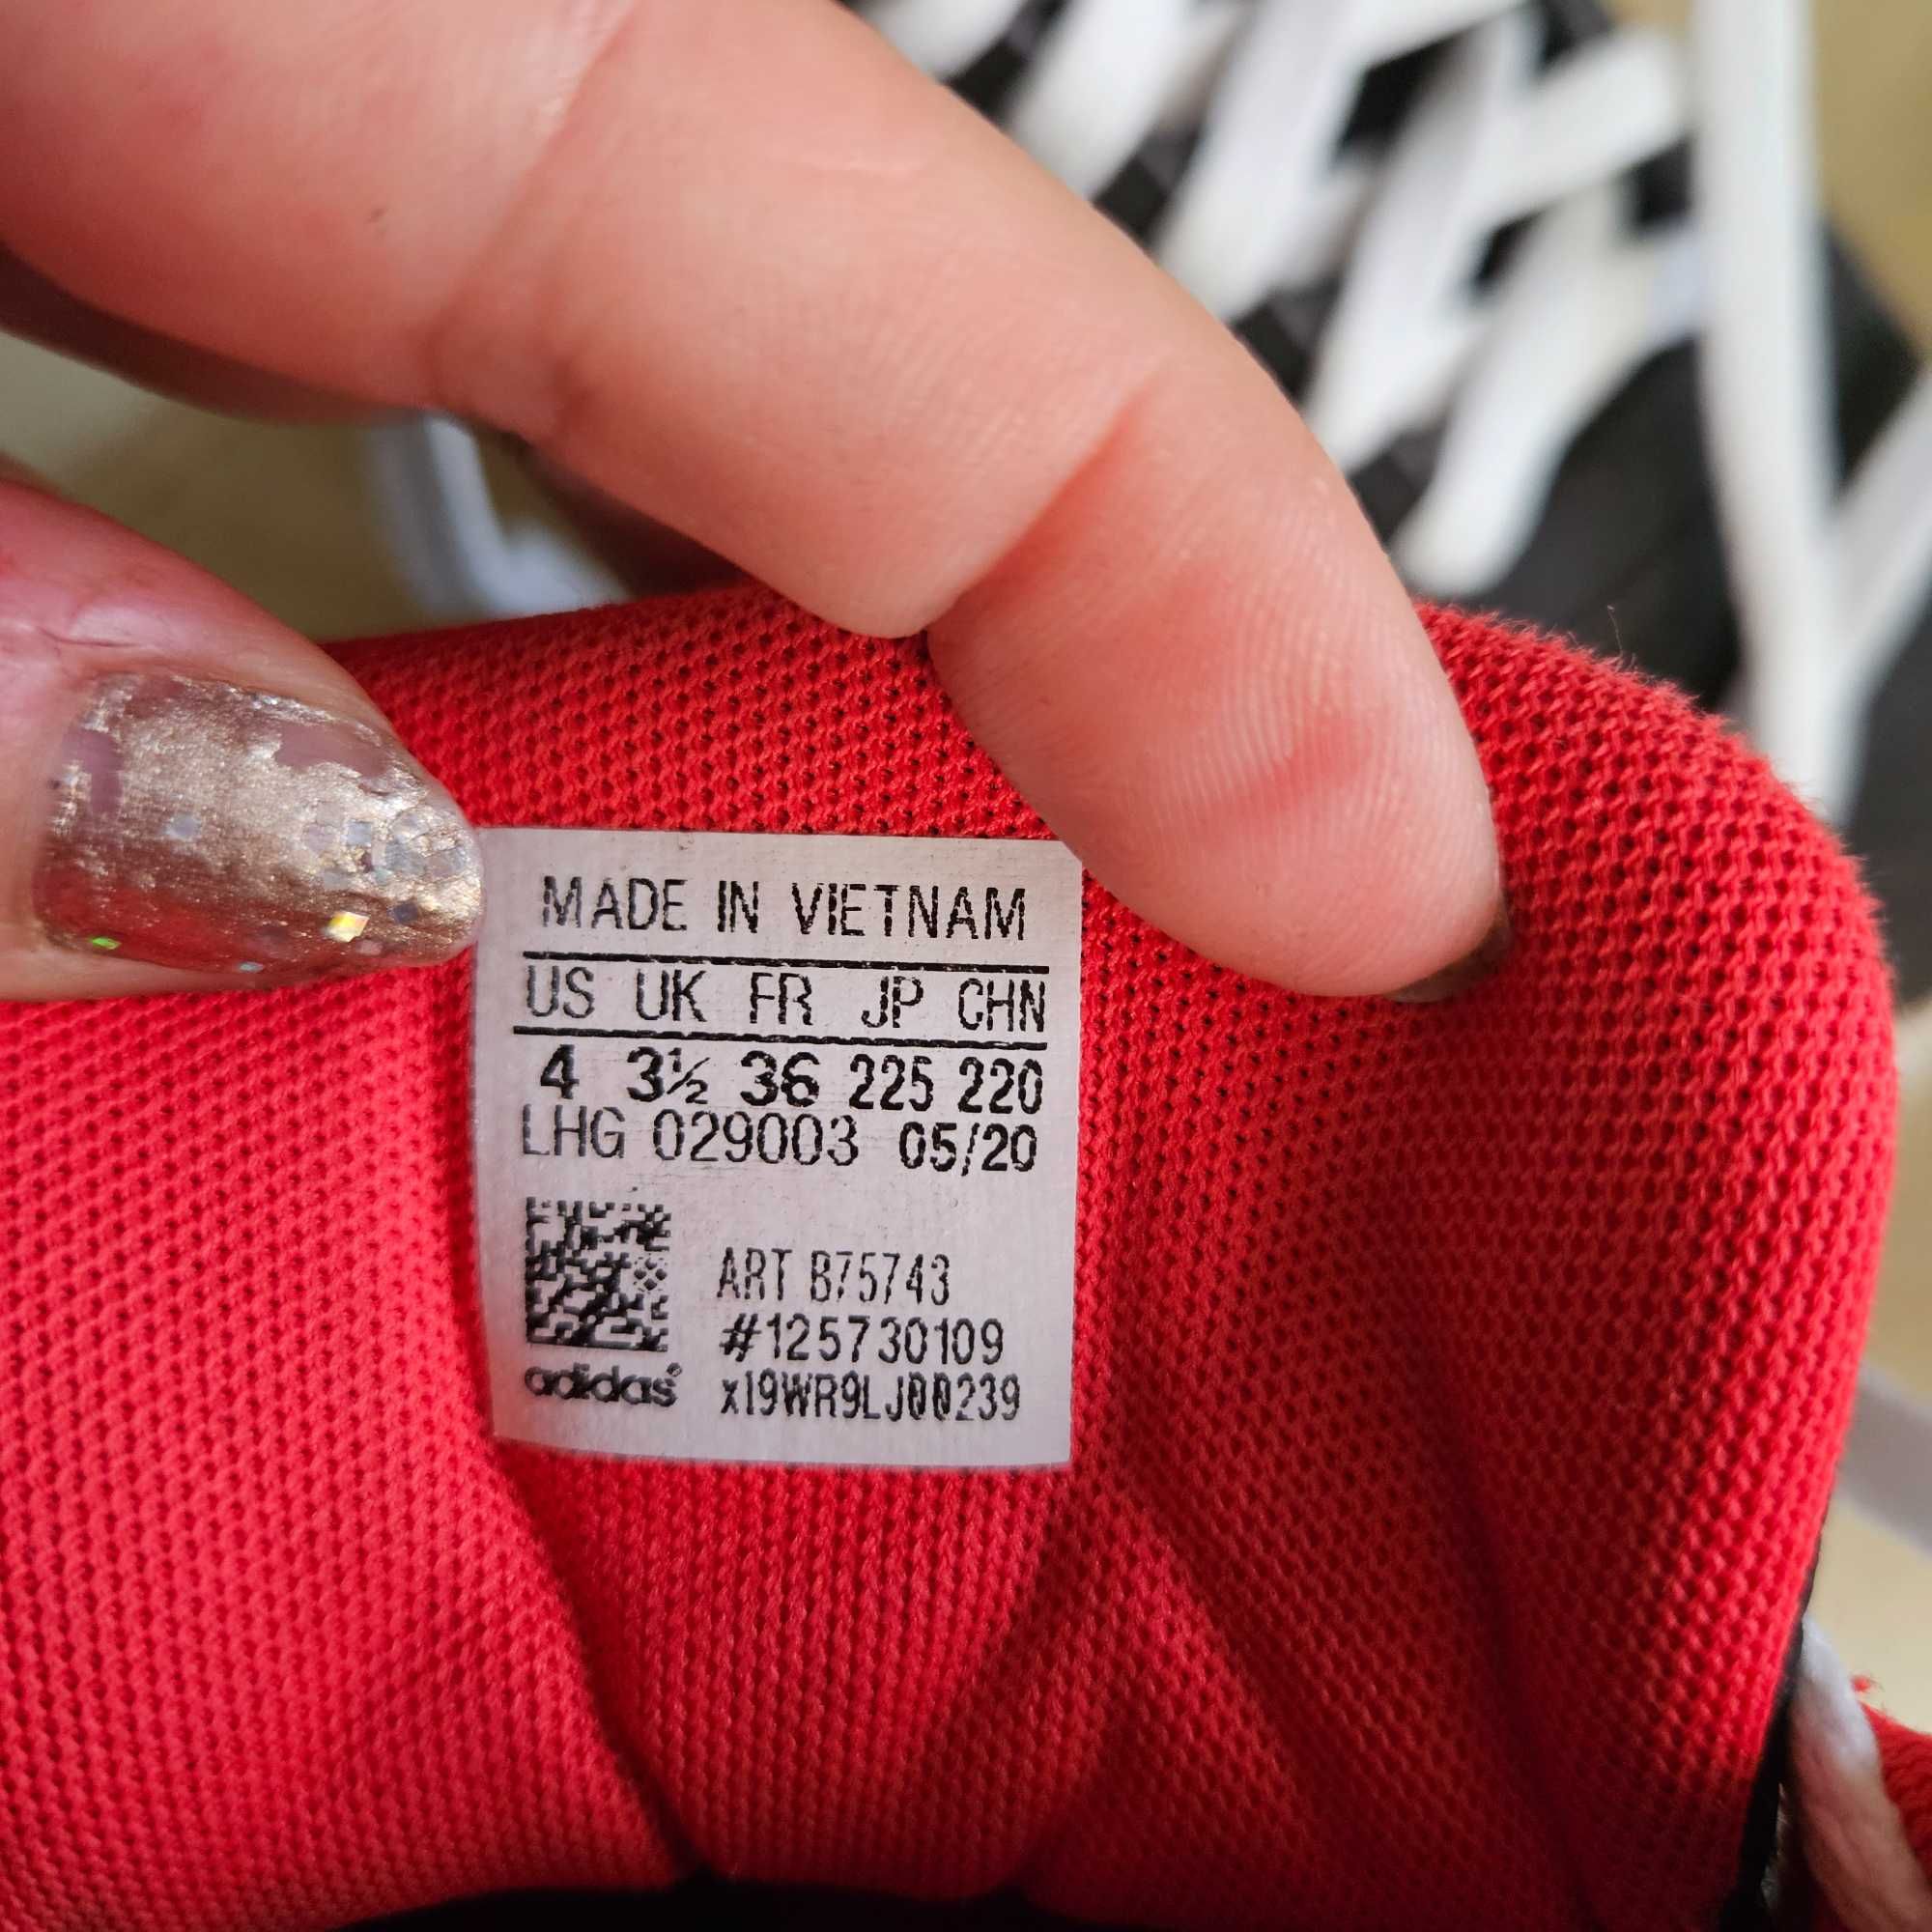 MADE IN VIETNAM
US UK FR JP CHN
4 3½ 36 225 220
LHG 029003 05/20
ART B75743
#125730109
adidas® x19WR9LJ00239